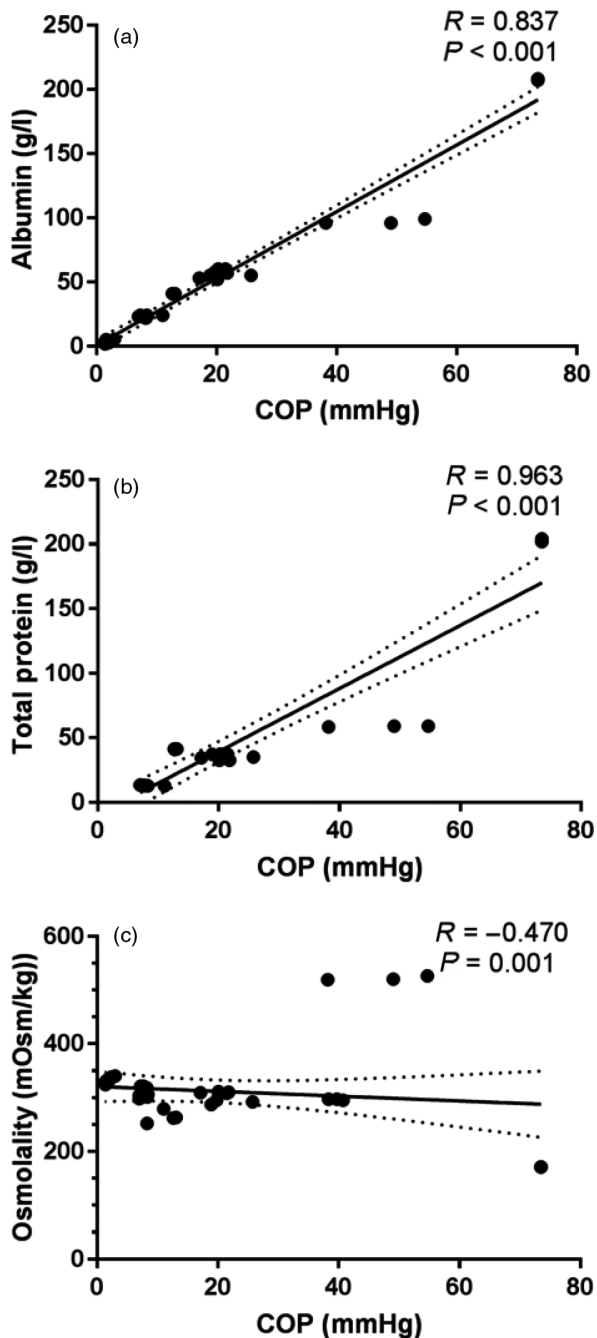 (a)
R = 0.837
P < 0.001
250
200
150
100
50
0
Albumin (g/l)
0 20 40 60 80
COP (mmHg)
(b)
R = 0.963
P < 0.001
250
200
150
100
50
0
Total protein (g/l)
0 20 40 60 80
COP (mmHg)
(c)
R = –0.470
P = 0.001
600
400
200
0
Osmolality (mOsm/kg))
0 20 40 60 80
COP (mmHg)